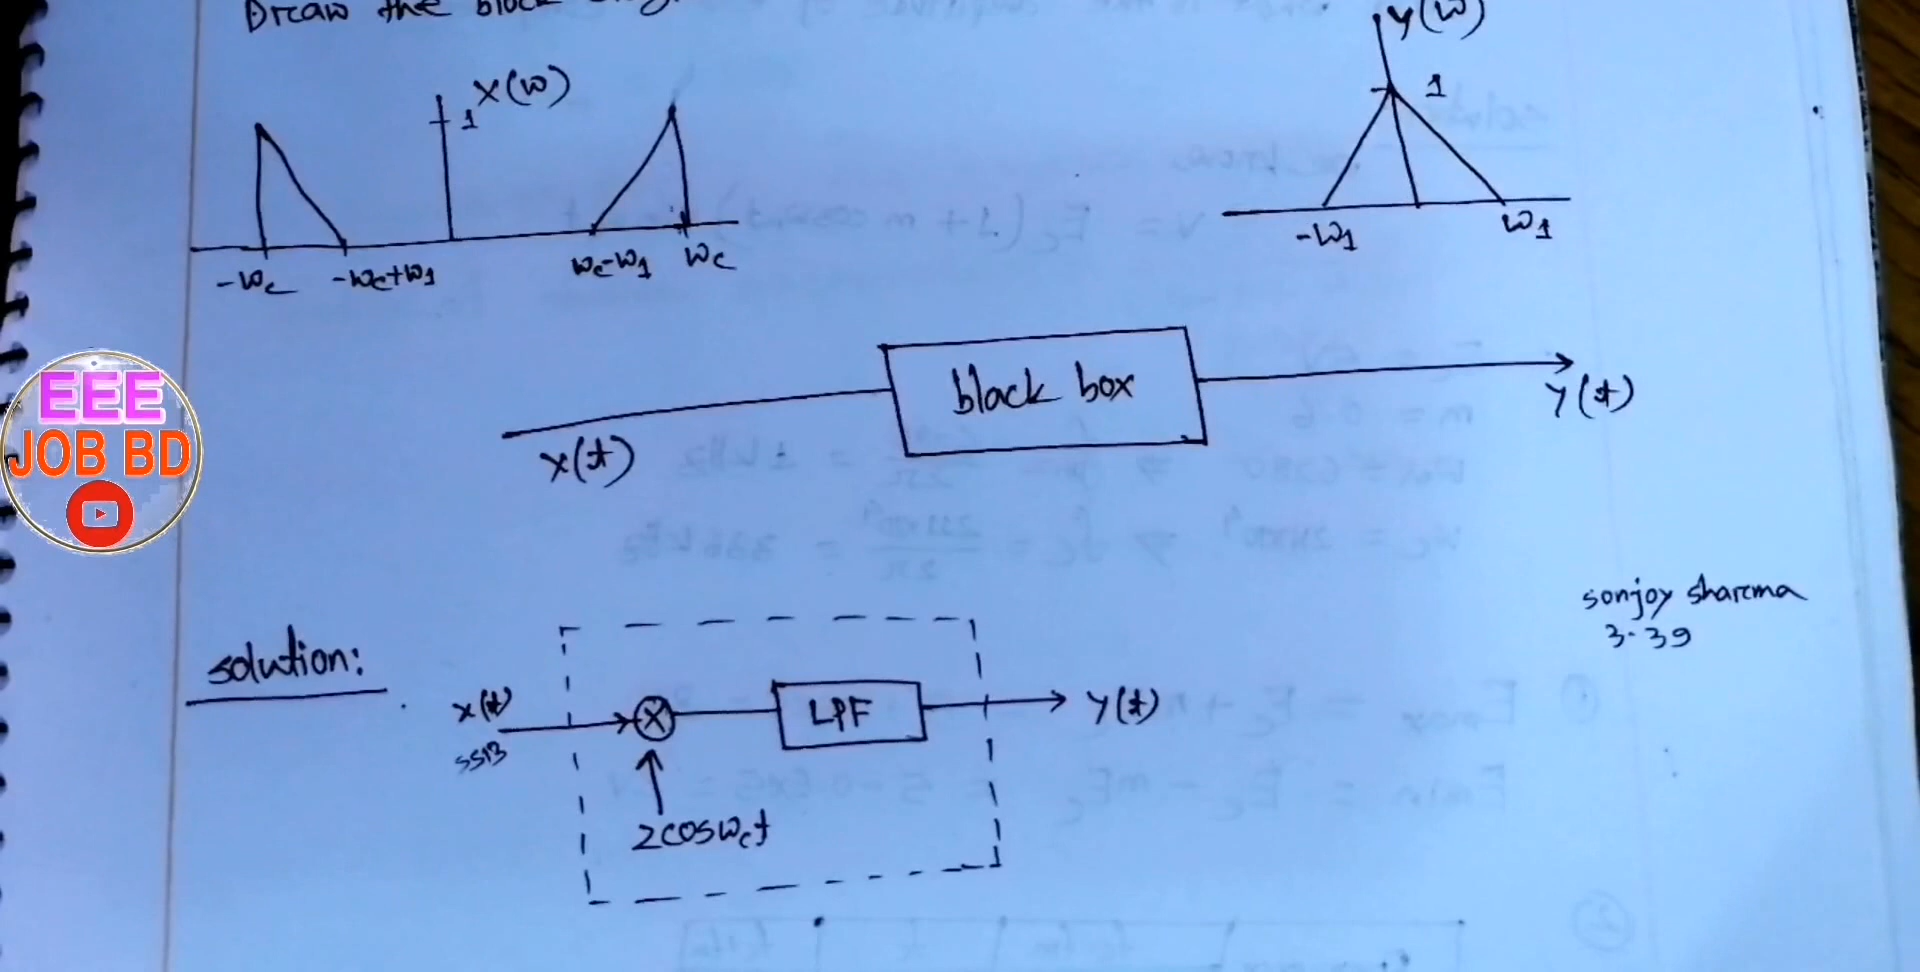 Draw the block
X(ω)
1
-ωc
-ωc+ω1
ωc-ω1
ωc
Y(ω)
1
-ω1
ω1
black box
x(t)
y(t)
EEE
JOB BD
sonjoy sharma
3.39
solution:
x(t)
SSB
LPF
y(t)
2cosωct